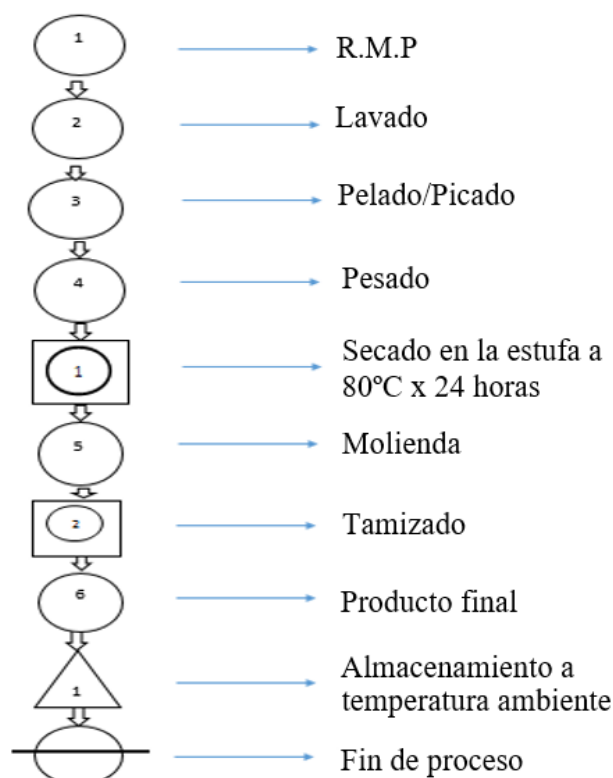 1 R.M.P
2 Lavado
3 Pelado/Picado
4 Pesado
1 Secado en la estufa a
80°C x 24 horas
5 Molienda
2 Tamizado
6 Producto final
1 Almacenamiento a
temperatura ambiente
Fin de proceso